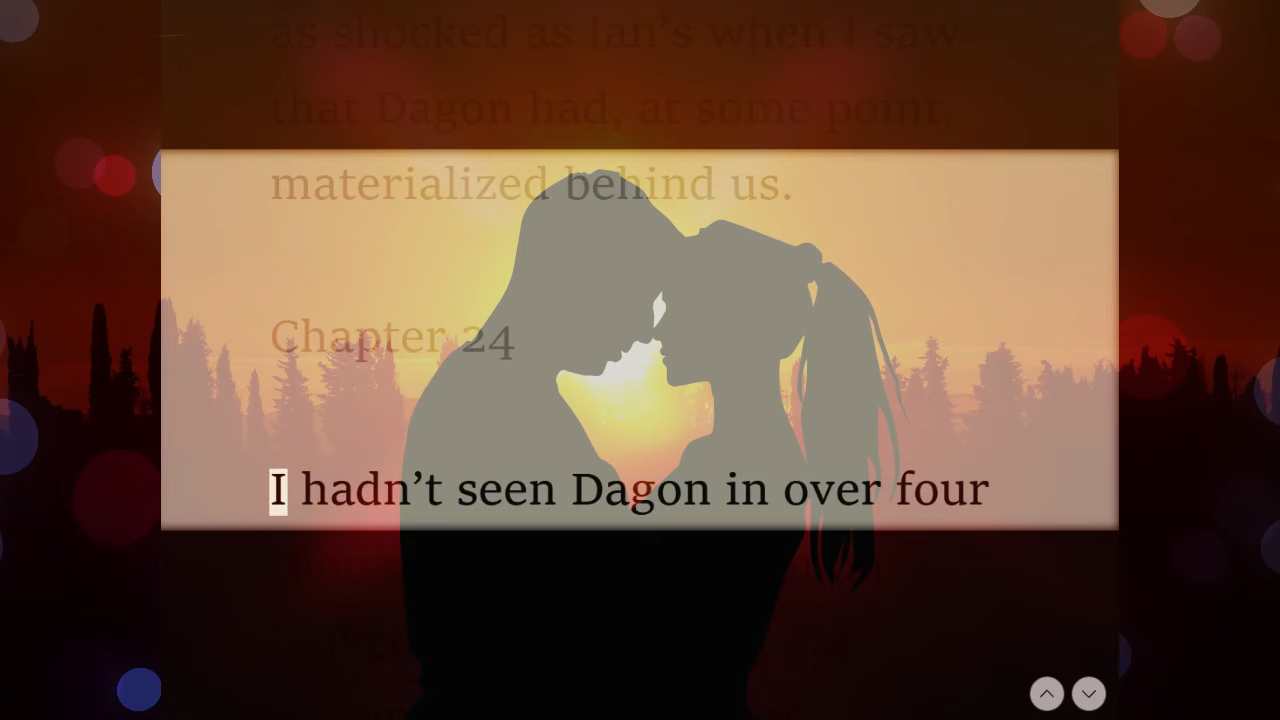 as shocked as Ian’s when I saw
that Dagon had, at some point,
materialized behind us.
Chapter 24
I hadn’t seen Dagon in over four